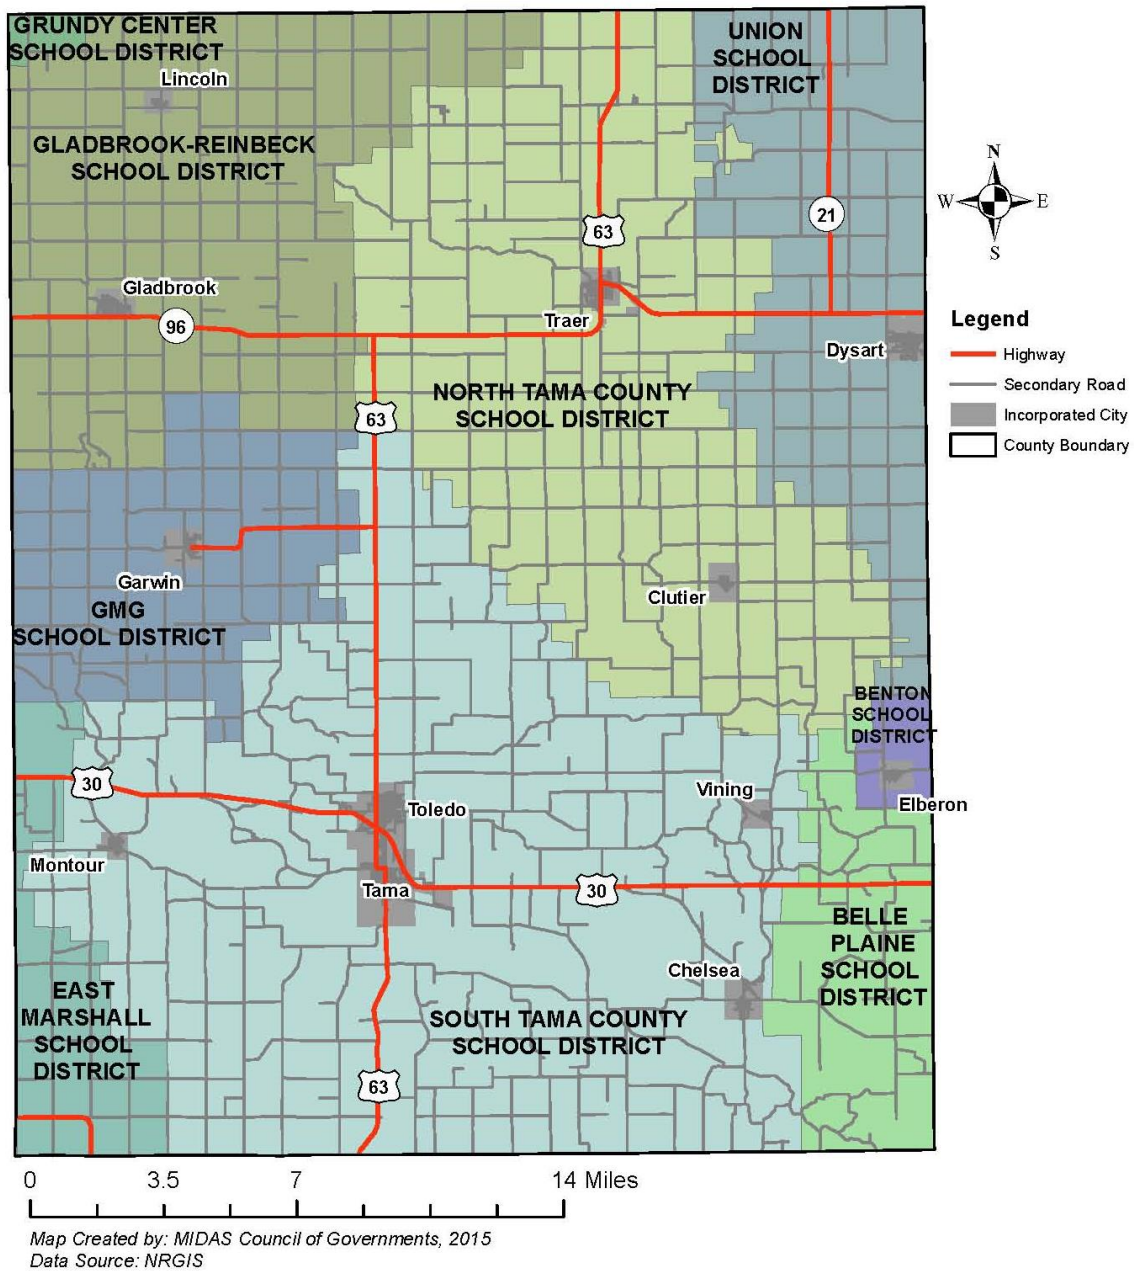 GRUNDY CENTER
SCHOOL DISTRICT
Lincoln
UNION
SCHOOL
DISTRICT
GLADBROOK-REINBECK
SCHOOL DISTRICT
N
W
E
S
21
63
Gladbrook
96
Traer
Dysart
Legend
Highway
Secondary Road
Incorporated City
County Boundary
NORTH TAMA COUNTY
SCHOOL DISTRICT
63
Garwin
Clutier
GMG
SCHOOL DISTRICT
BENTON
SCHOOL
DISTRICT
30
Vining
Elberon
Toledo
Montour
Tama
30
BELLE
PLAINE
SCHOOL
DISTRICT
Chelsea
EAST
MARSHALL
SCHOOL
DISTRICT
SOUTH TAMA COUNTY
SCHOOL DISTRICT
63
0 3.5 7 14 Miles
Map Created by: MIDAS Council of Governments, 2015
Data Source: NRGIS